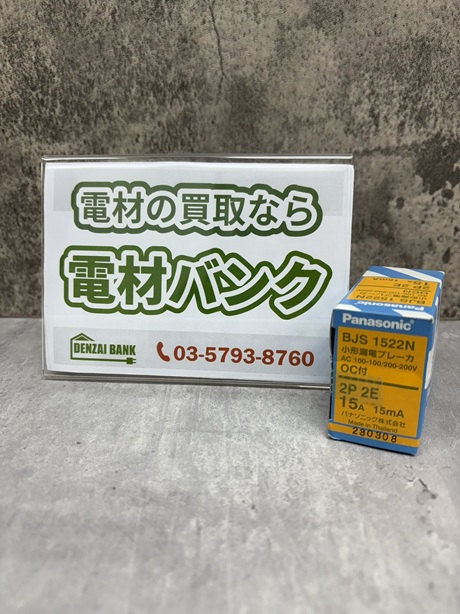 電材の買取なら
電材バンク
DENZAI BANK
03-5793-8760
Panasonic
BJS 1522N
小形漏電ブレーカ
AC 100-100/200-200V
OC付
2P 2E
15A 15mA
パナソニック株式会社
Made in Thailand
230308